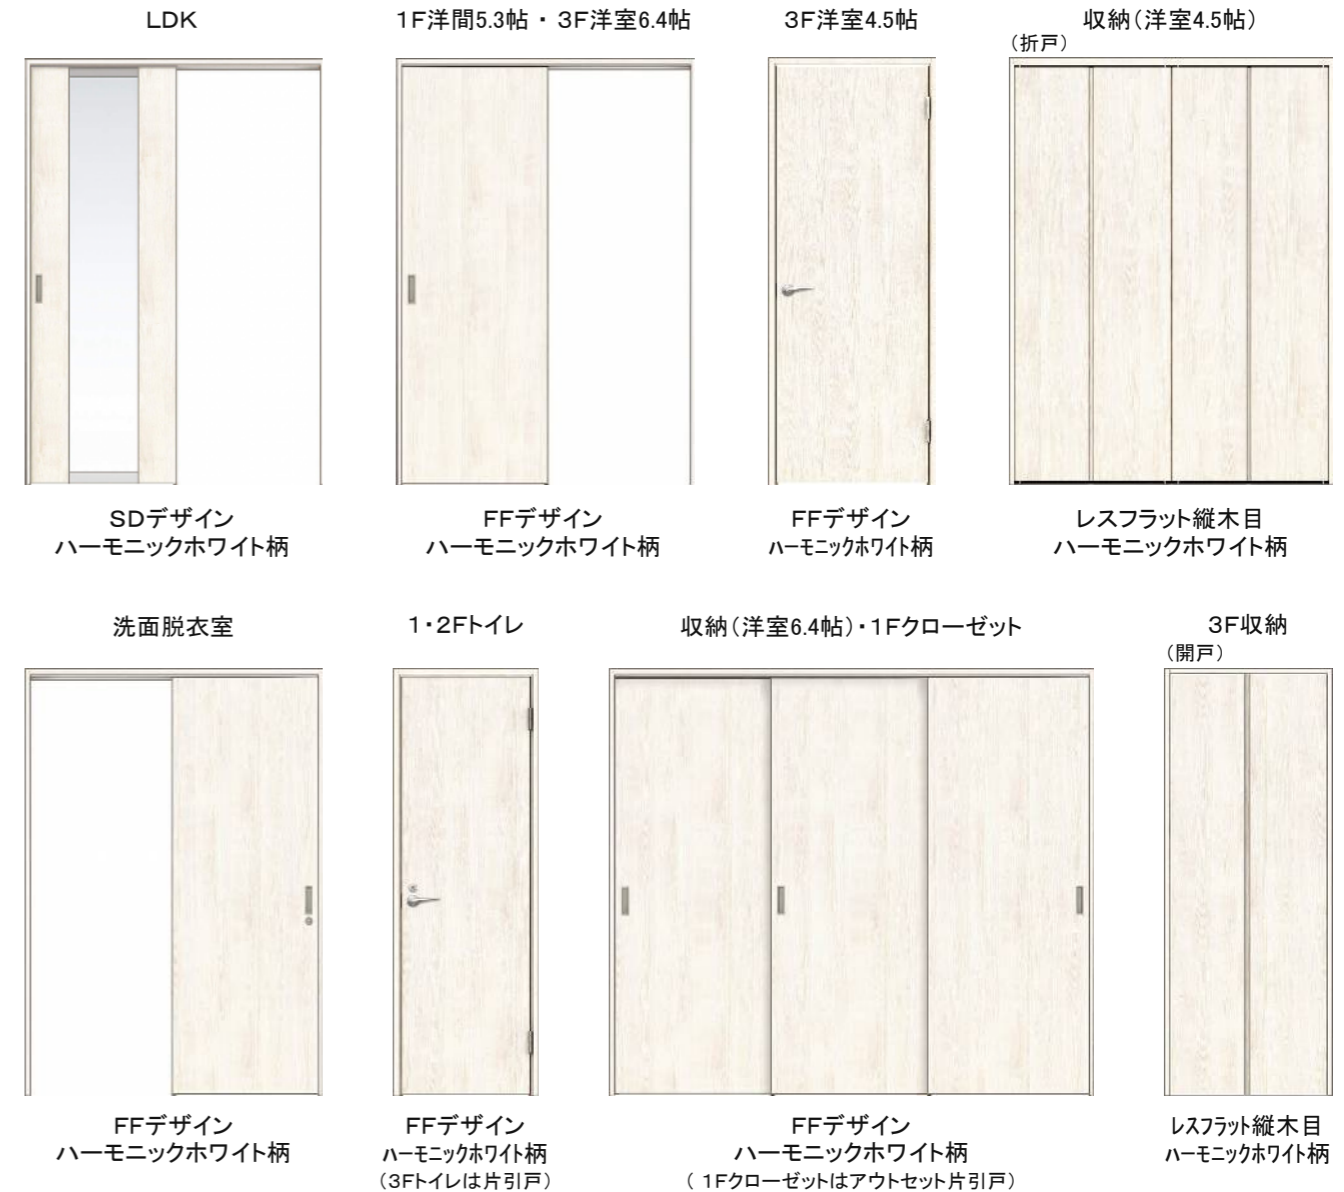 LDK
1F洋間5.3帖・3F洋室6.4帖
3F洋室4.5帖
収納(洋室4.5帖)
(折戸)
SDデザイン
ハーモニックホワイト柄
FFデザイン
ハーモニックホワイト柄
FFデザイン
ハーモニックホワイト柄
レスフラット縦木目
ハーモニックホワイト柄
洗面脱衣室
1・2Fトイレ
収納(洋室6.4帖)・1Fクローゼット
3F収納
(開戸)
FFデザイン
ハーモニックホワイト柄
FFデザイン
ハーモニックホワイト柄
(3Fトイレは片引戸)
FFデザイン
ハーモニックホワイト柄
( 1Fクローゼットはアウトセット片引戸)
レスフラット縦木目
ハーモニックホワイト柄